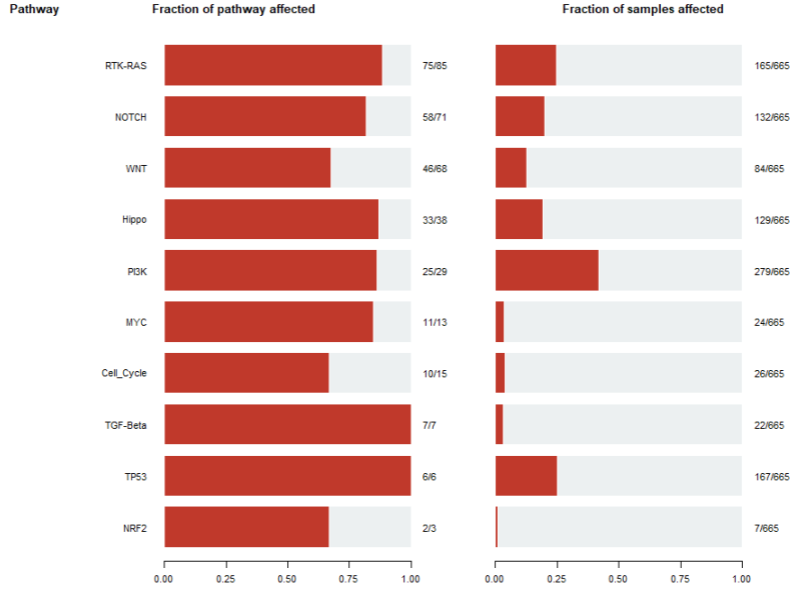 Pathway Fraction of pathway affected Fraction of samples affected
RTK-RAS 75/85 165/665
NOTCH 58/71 132/665
WNT 46/68 84/665
Hippo 33/38 129/665
PI3K 25/29 279/665
MYC 11/13 24/665
Cell_Cycle 10/15 26/665
TGF-Beta 7/7 22/665
TP53 6/6 167/665
NRF2 2/3 7/665
0.00 0.25 0.50 0.75 1.00 0.00 0.25 0.50 0.75 1.00